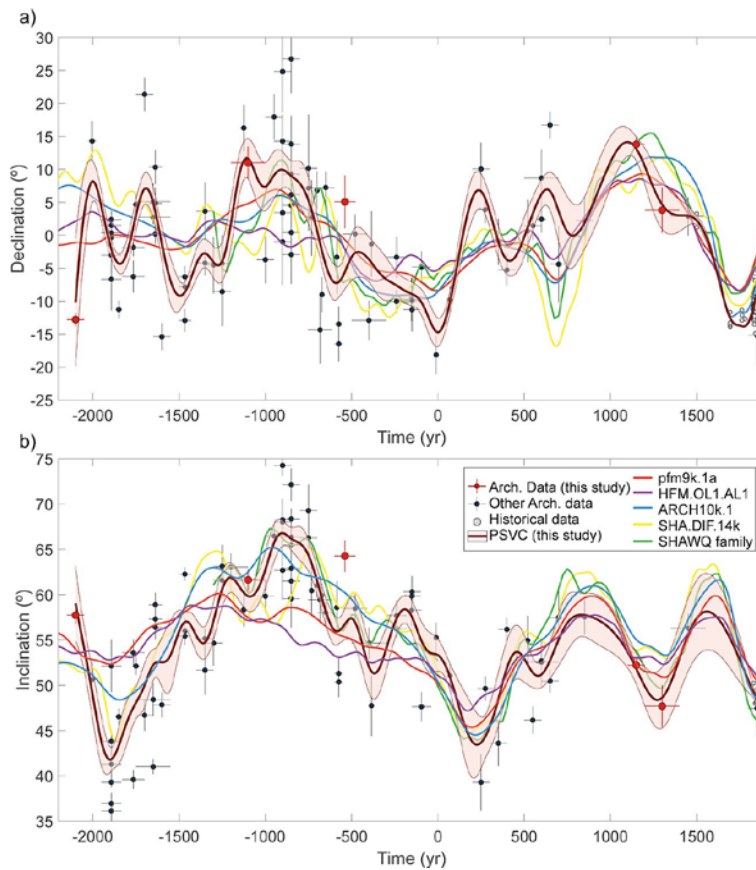 a)
30
25
20
15
10
5
0
-5
-10
-15
-20
-25
Declination (°)
-2000 -1500 -1000 -500 0 500 1000 1500
Time (yr)
b)
75
70
65
60
55
50
45
40
35
Inclination (°)
Arch. Data (this study)
Other Arch. data
Historical data
PSVC (this study)
pfm9k.1a
HFM.OL1.AL1
ARCH10k.1
SHA.DIF.14k
SHAWQ family
-2000 -1500 -1000 -500 0 500 1000 1500
Time (yr)